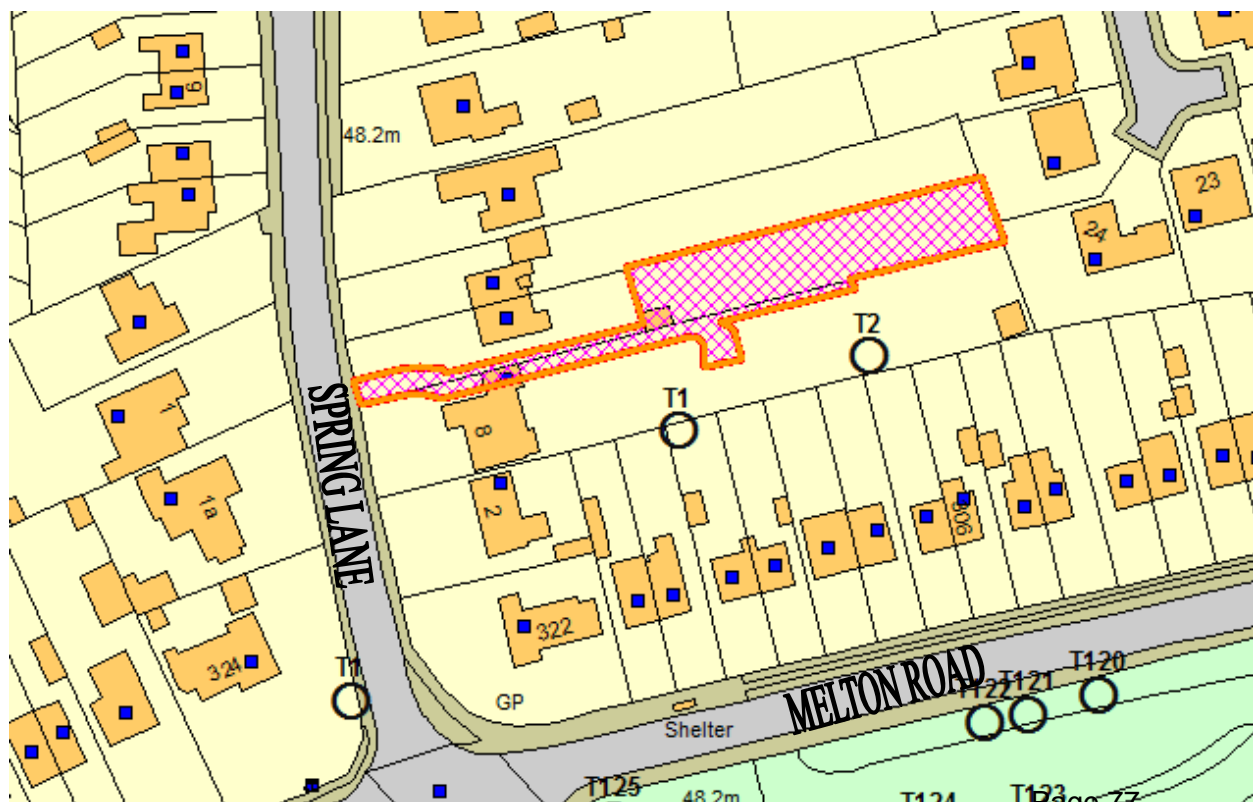 9
48.2m
23
24
T2
T1
1
8
SPRING LANE
1a
2
306
322
324
T1
GP
MELTON ROAD
T120
T121
T122
Shelter
T125
48.2m
T124
T123
Page 77